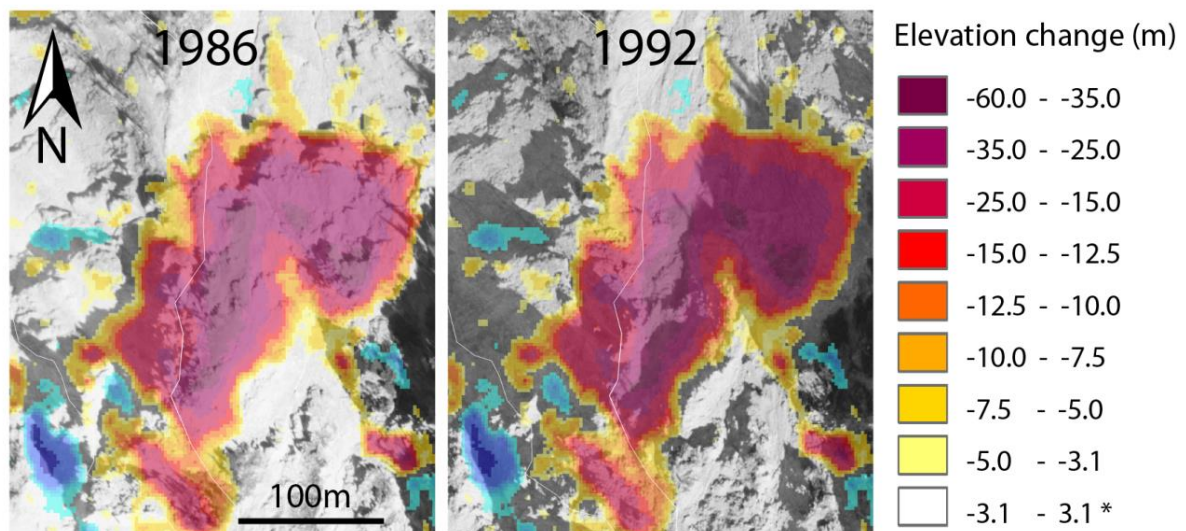 1986
N
100m
1992
Elevation change (m)
-60.0 - -35.0
-35.0 - -25.0
-25.0 - -15.0
-15.0 - -12.5
-12.5 - -10.0
-10.0 - -7.5
-7.5 - -5.0
-5.0 - -3.1
-3.1 - 3.1 *